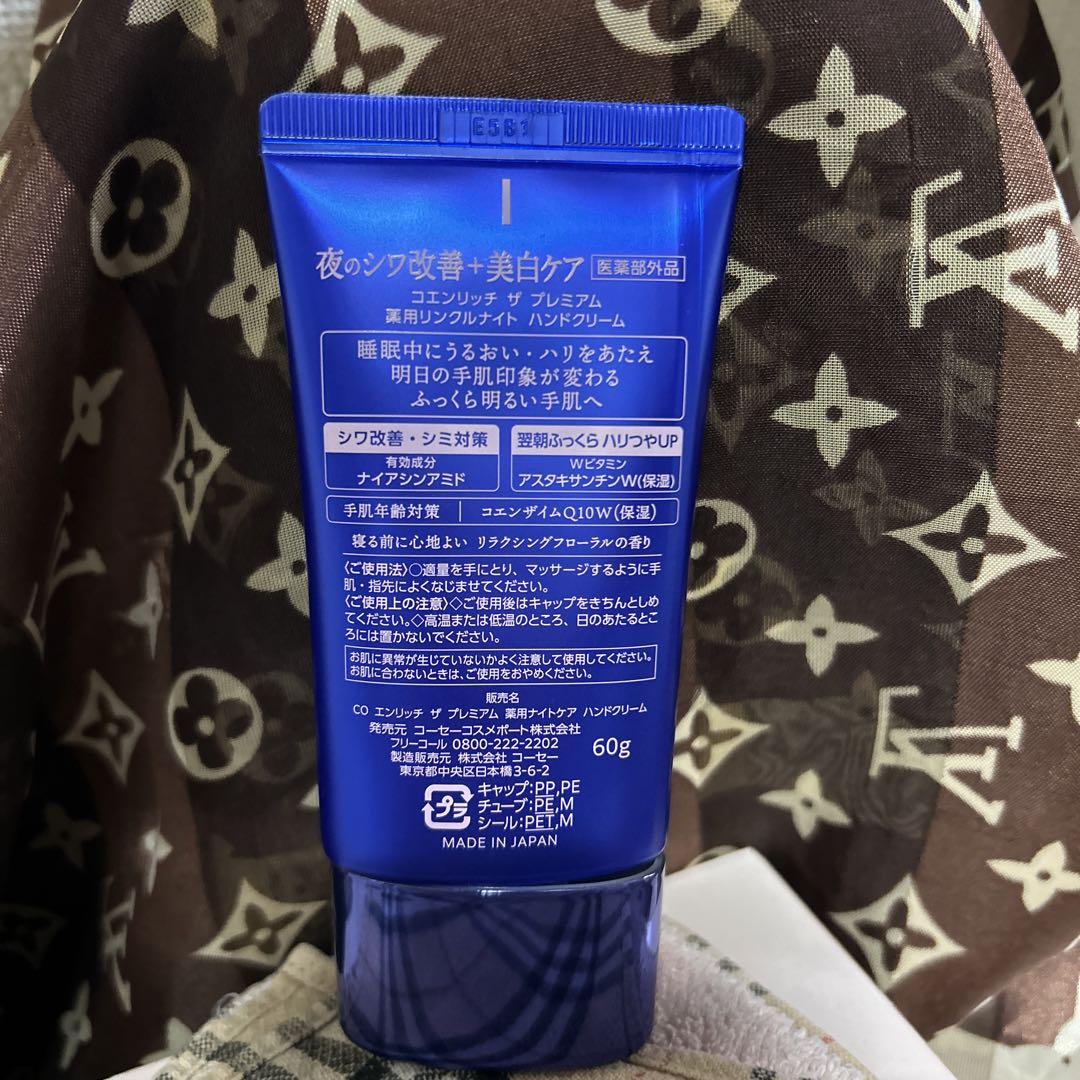 E5B1
夜のシワ改善+美白ケア 医薬部外品
コエンリッチ ザ プレミアム
薬用リンクルナイト ハンドクリーム
睡眠中にうるおい・ハリをあたえ
明日の手肌印象が変わる
ふっくら明るい手肌へ
シワ改善・シミ対策
有効成分
ナイアシンアミド
翌朝ふっくら ハリつやUP
Wビタミン
アスタキサンチンW(保湿)
手肌年齢対策 コエンザイムQ10W(保湿)
寝る前に心地よい リラクシングフローラルの香り
〈ご使用法〉○適量を手にとり、マッサージするように手
肌・指先によくなじませてください。
〈ご使用上の注意〉◇ご使用後はキャップをきちんとしめ
てください。◇高温または低温のところ、日のあたるとこ
ろには置かないでください。
お肌に異常が生じていないかよく注意して使用してください。
お肌に合わないときは、ご使用をおやめください。
販売名
CO エンリッチ ザ プレミアム 薬用ナイトケア ハンドクリーム
発売元 コーセーコスメポート株式会社
フリーコール 0800-222-2202
製造販売元 株式会社 コーセー
東京都中央区日本橋3-6-2
60g
プラ
キャップ:PP,PE
チューブ:PE,M
シール:PET,M
MADE IN JAPAN